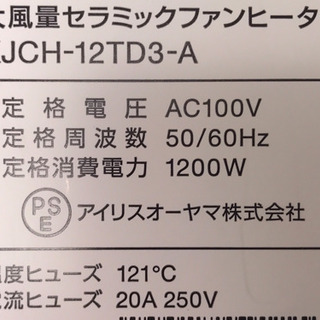 大風量セラミックファンヒータ
JCH-12TD3-A
定格電圧 AC100V
定格周波数 50/60Hz
定格消費電力 1200W
PSE アイリスオーヤマ株式会社
温度ヒューズ 121℃
電流ヒューズ 20A 250V